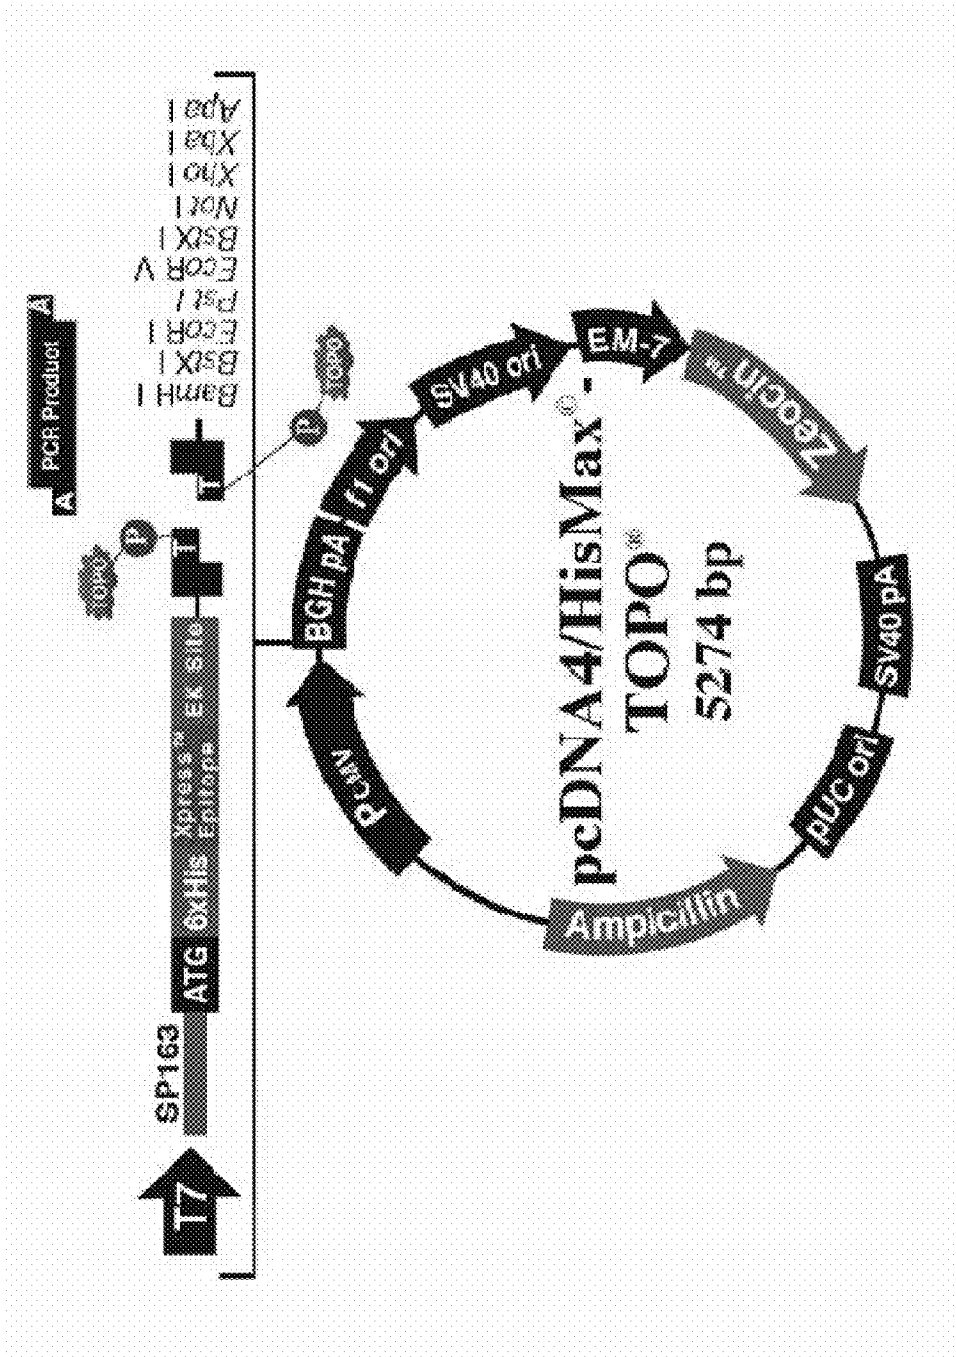 PCR Product
A
A
TOPO
P
T
T
P
TOPO
T7
SP163
ATG
6xHis
Xpress™
Epitope
EK Site
BamH I
BstX I
EcoR I
Pst I
EcoR V
BstX I
Not I
Xho I
Xba I
Apa I
PCMV
BGH pA
f1 ori
SV40 ori
EM-7
Zeocin™
SV40 pA
pUC ori
Ampicillin
pcDNA4/HisMax© -
TOPO®
5274 bp